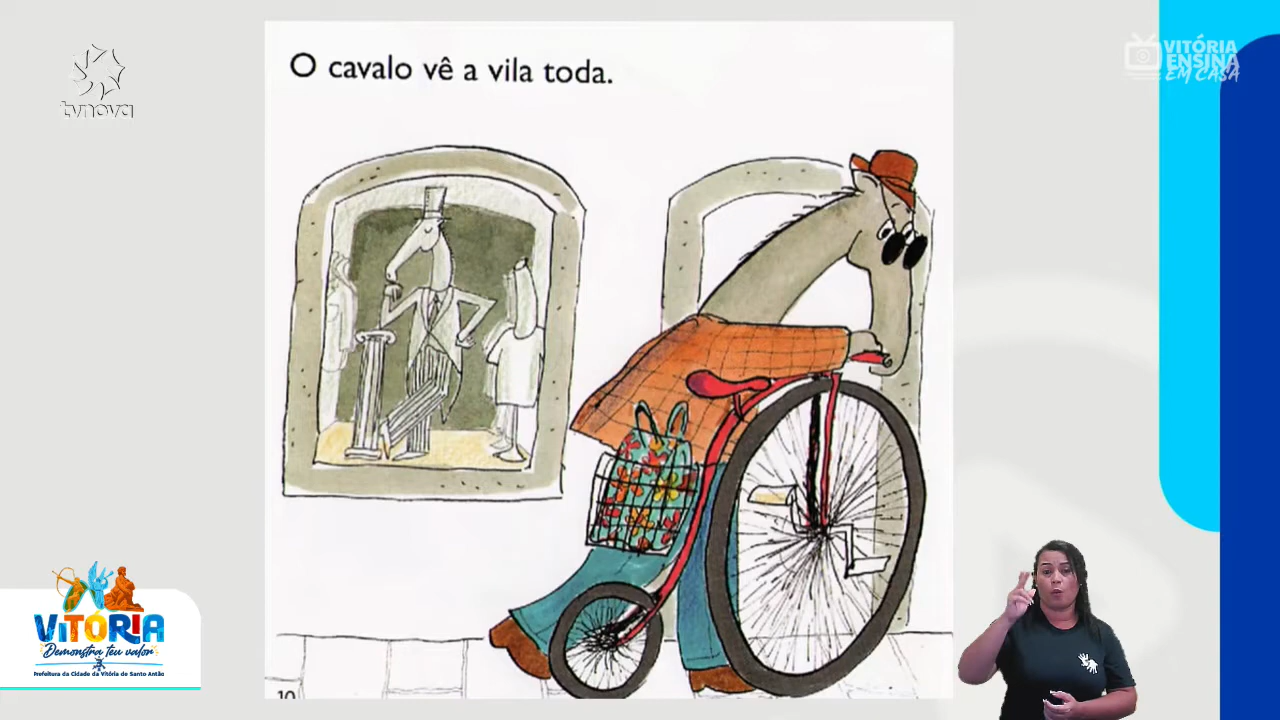 O cavalo vê a vila toda.
tvnova
VITÓRIA
ENSINA
EM CASA
10
VITÓRIA
Demonstra teu valor
Prefeitura da Cidade da Vitória de Santo Antão